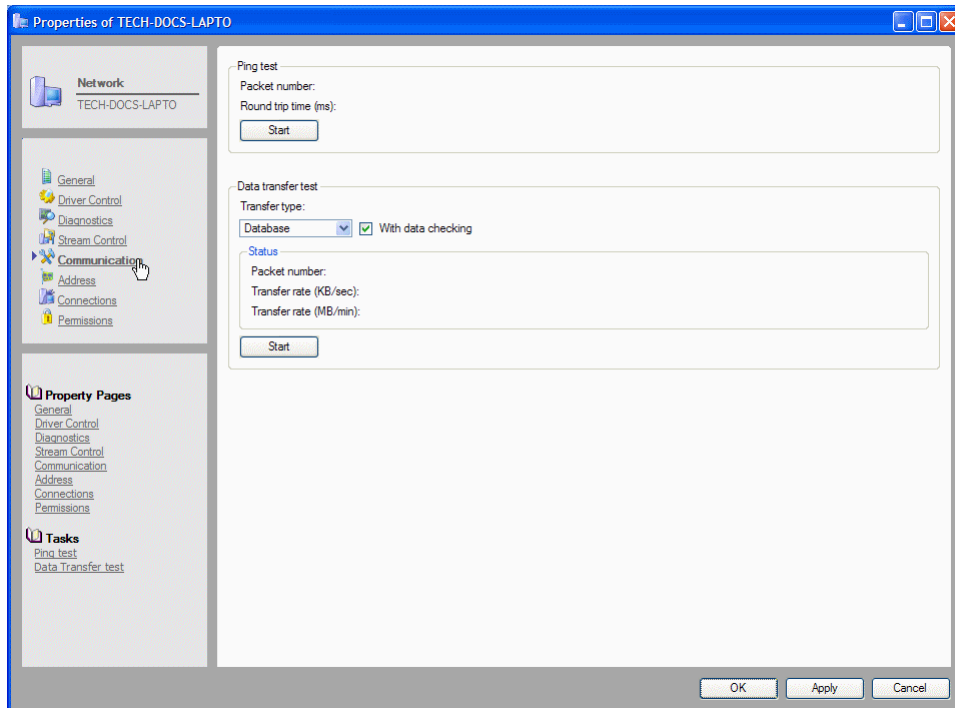 Properties of TECH-DOCS-LAPTO
Network
TECH-DOCS-LAPTO
General
Driver Control
Diagnostics
Stream Control
Communication
Address
Connections
Permissions
Property Pages
General
Driver Control
Diagnostics
Stream Control
Communication
Address
Connections
Permissions
Tasks
Ping test
Data Transfer test
Ping test
Packet number:
Round trip time (ms):
Start
Data transfer test
Transfer type:
Database With data checking
Status
Packet number:
Transfer rate (KB/sec):
Transfer rate (MB/min):
Start
OK Apply Cancel